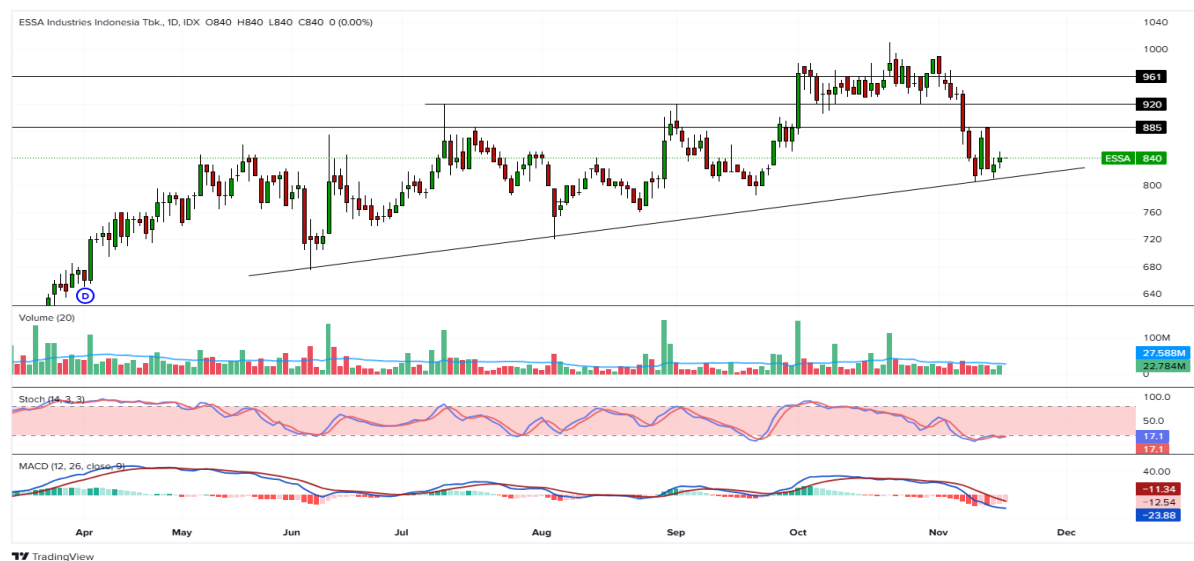 ESSA Industries Indonesia Tbk., 1D, IDX O840 H840 L840 C840 0 (0.00%)
1040
1000
961
920
885
ESSA 840
800
760
720
680
640
D
Volume (20)
100M
27.588M
22.784M
0
Stoch (14, 3, 3)
100.0
50.0
17.1
17.1
MACD (12, 26, close, 9)
40.00
−11.34
−12.54
−23.88
Apr May Jun Jul Aug Sep Oct Nov Dec
TradingView